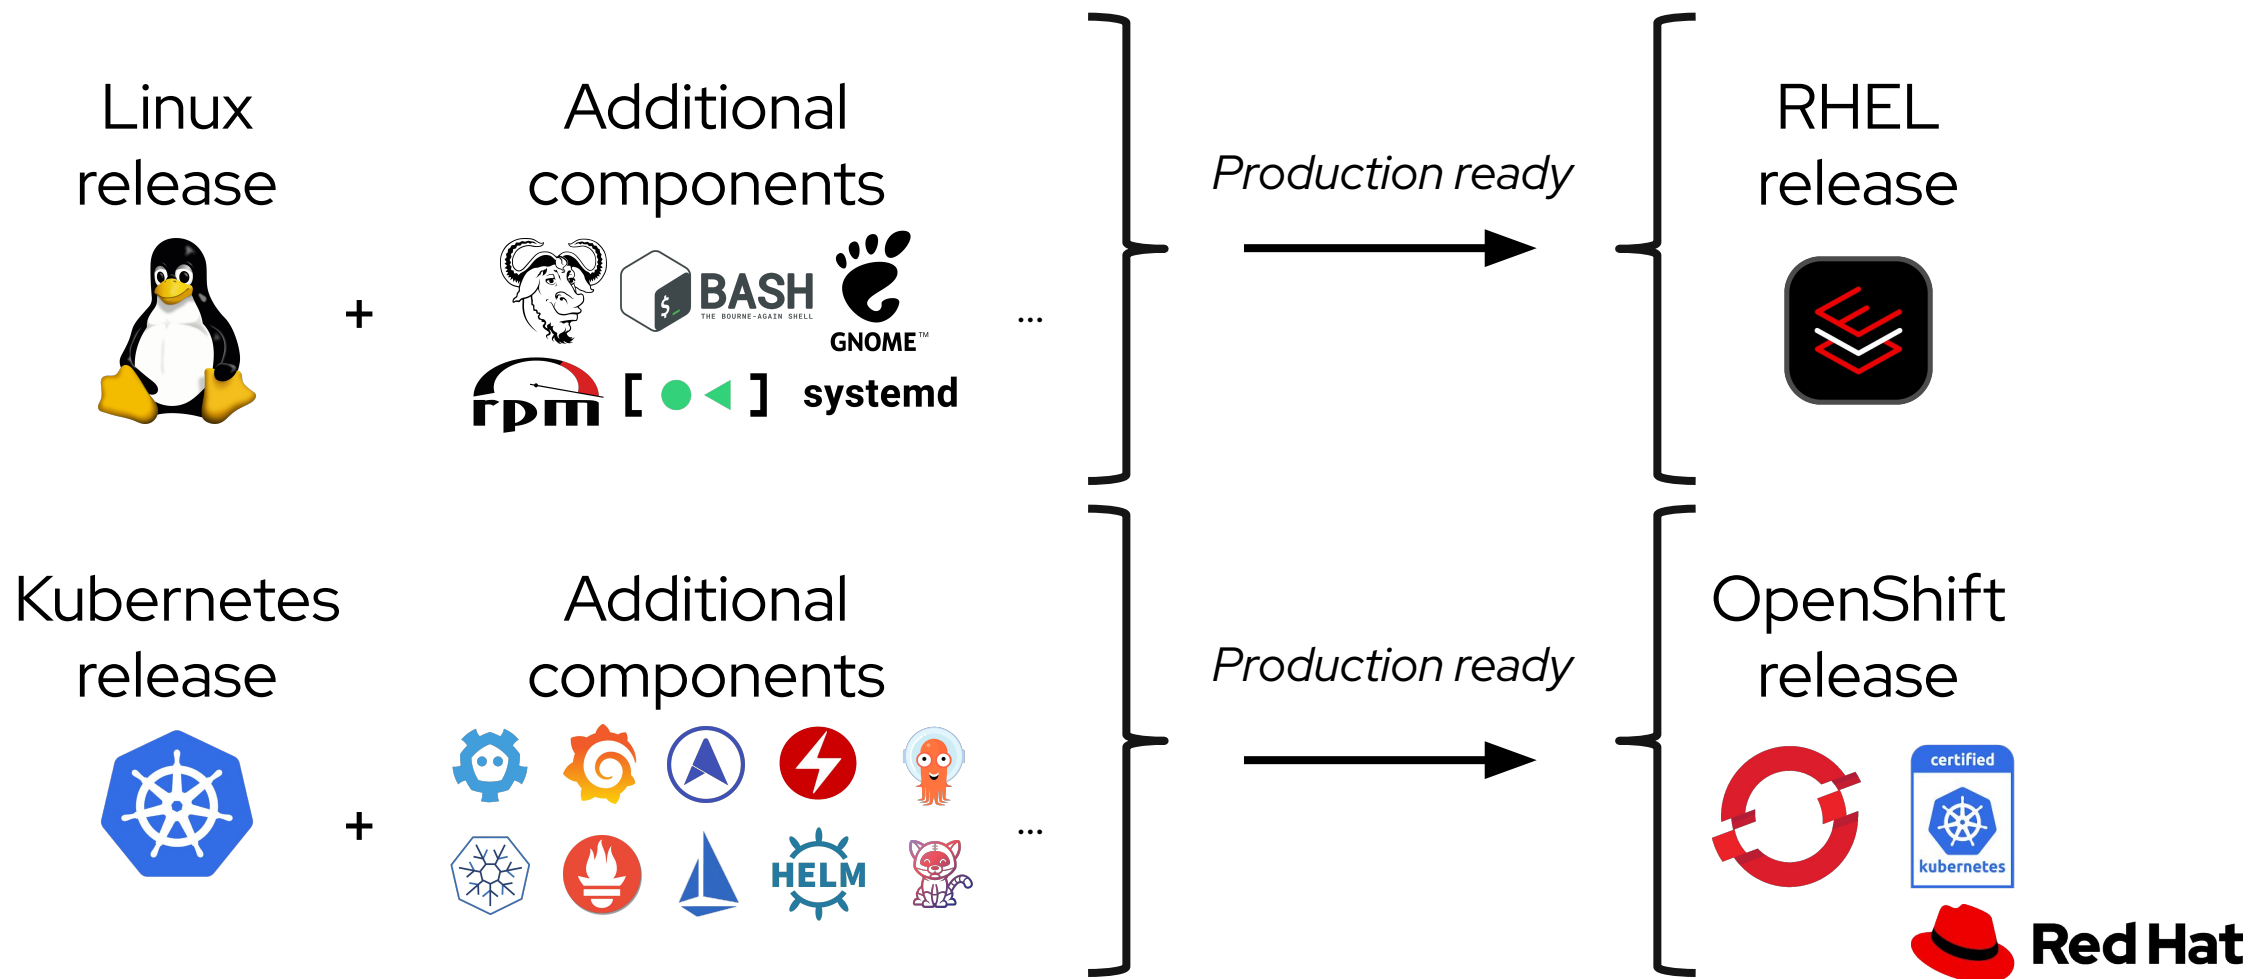 Linux
release
+
Additional
components
$_
BASH
THE BOURNE-AGAIN SHELL
GNOME™
rpm
[ ● ◀ ] systemd
...
Production ready
RHEL
release
Kubernetes
release
+
Additional
components
HELM
...
Production ready
OpenShift
release
certified
kubernetes
Red Hat